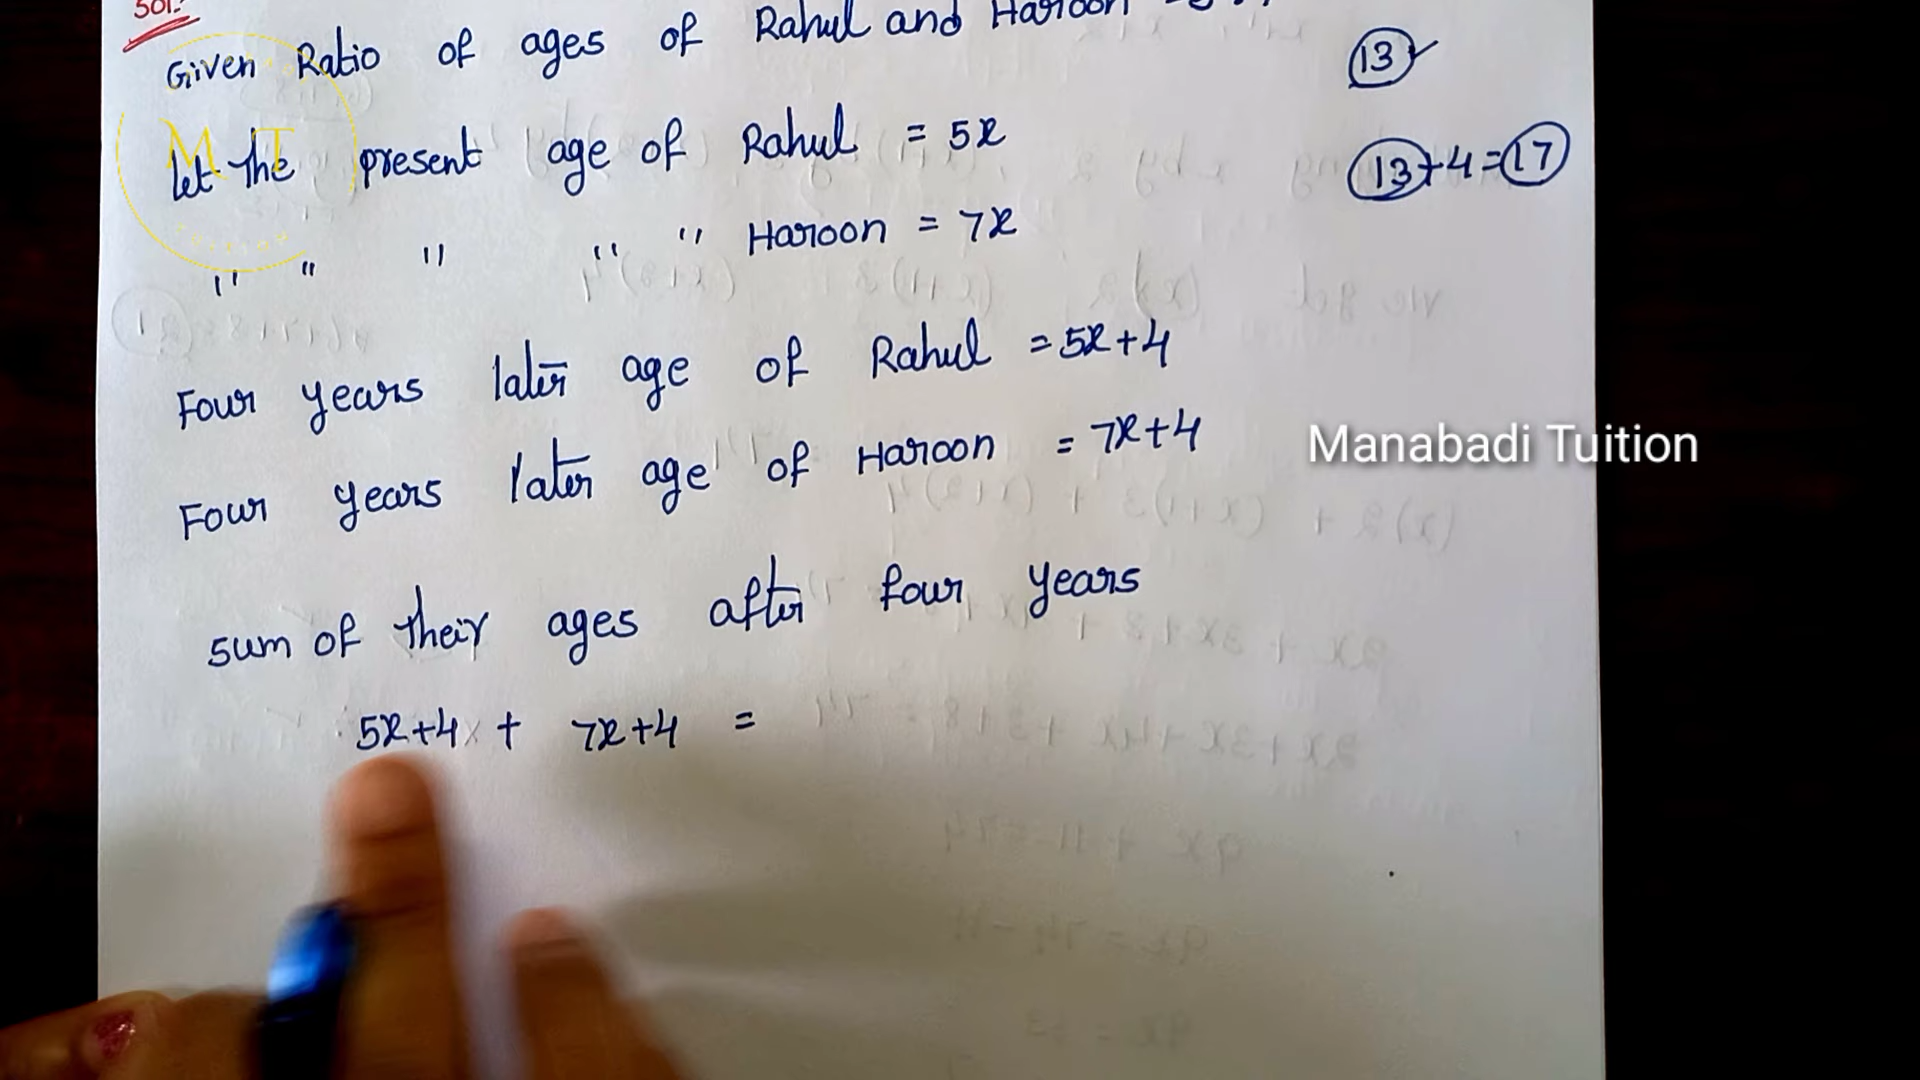 Sol:
Given Ratio of ages of Rahul and Haroon
13
Let the present age of Rahul = 5x
13+4=17
" " " " " Haroon = 7x
Four years later age of Rahul = 5x+4
Four years later age of Haroon = 7x+4
Manabadi Tuition
sum of their ages after four years
5x+4 + 7x+4 =
MT